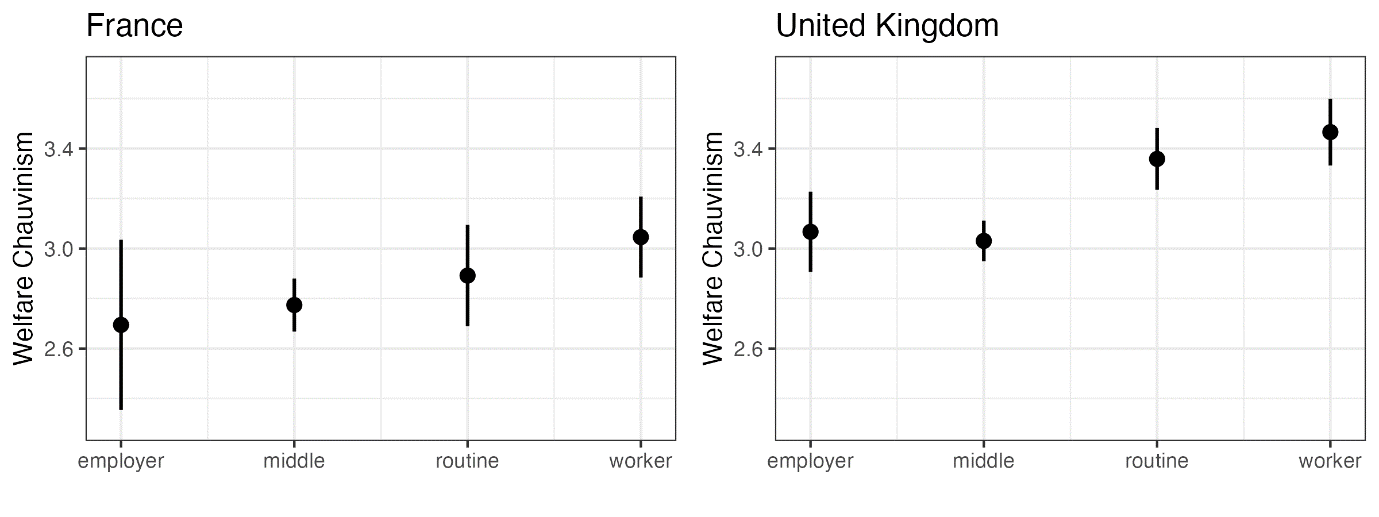 France
Welfare Chauvinism
3.4
3.0
2.6
employer middle routine worker
United Kingdom
Welfare Chauvinism
3.4
3.0
2.6
employer middle routine worker